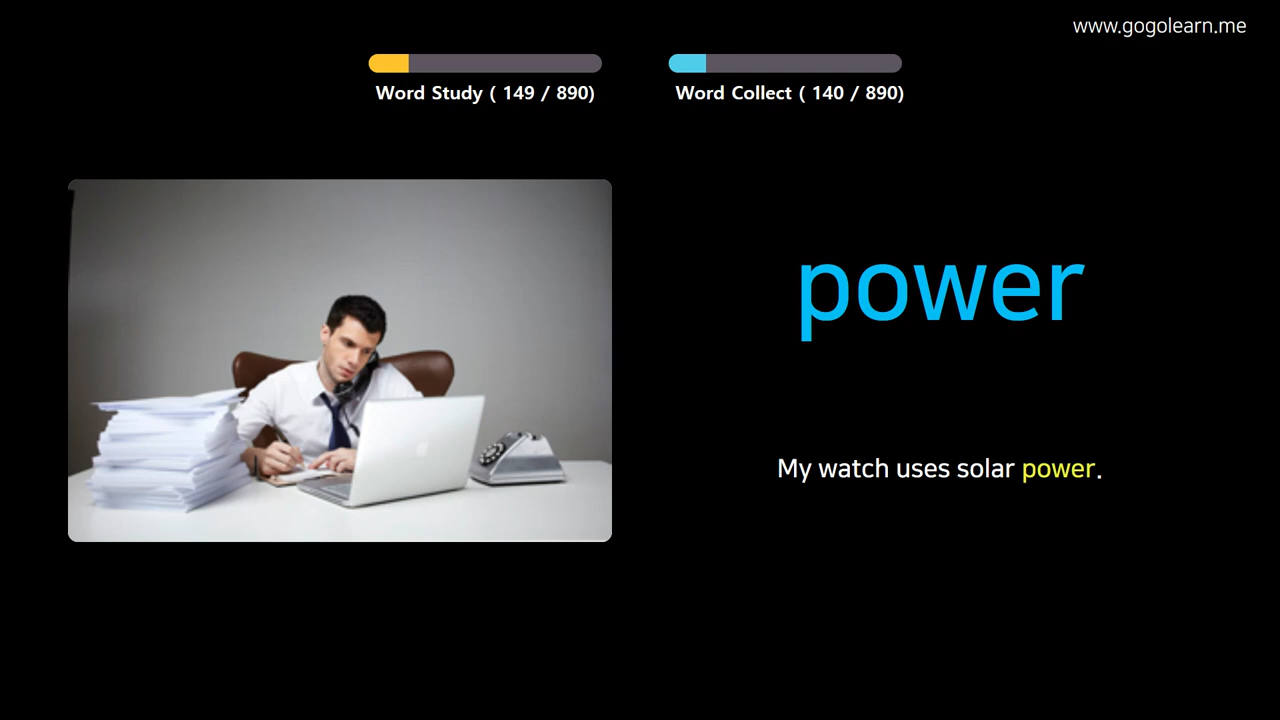 www.gogolearn.me
Word Study ( 149 / 890)
Word Collect ( 140 / 890)
power
My watch uses solar power.